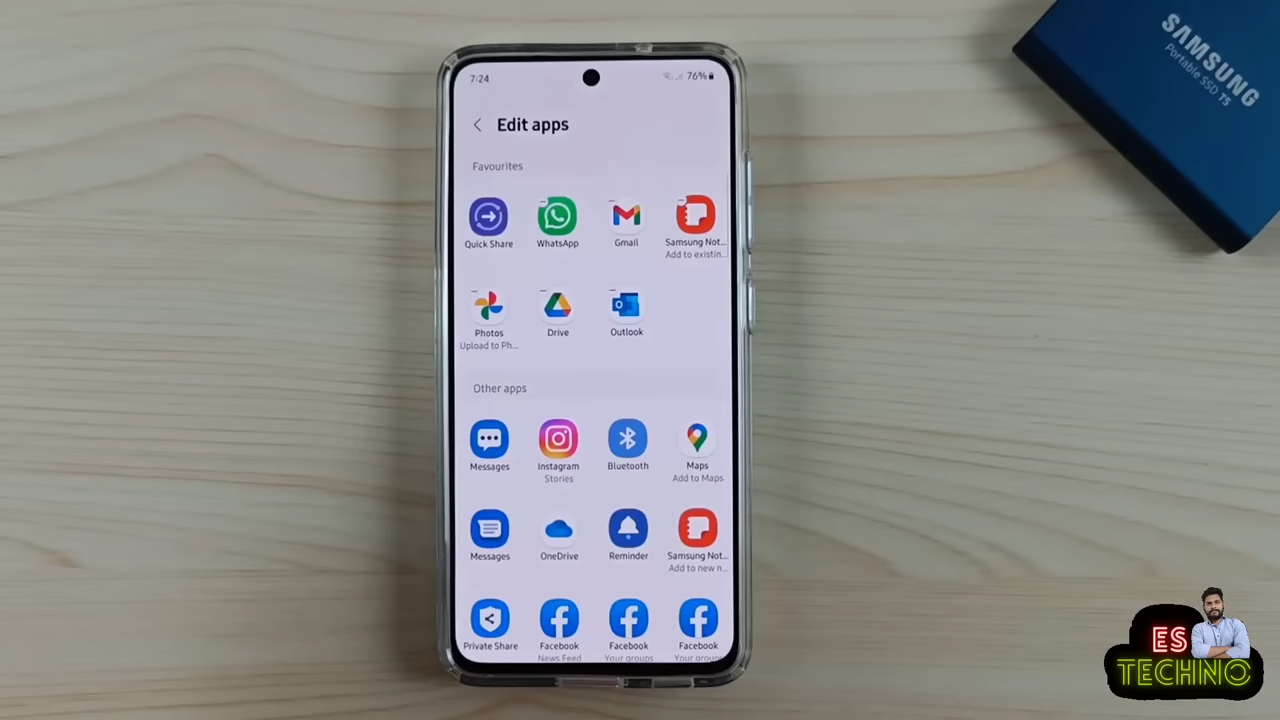 SAMSUNG
Portable SSD T5
7:24
76%
Edit apps
Favourites
Quick Share
WhatsApp
Gmail
Samsung Not...
Add to existin...
Photos
Upload to Ph...
Drive
Outlook
Other apps
Messages
Instagram
Stories
Bluetooth
Maps
Add to Maps
Messages
OneDrive
Reminder
Samsung Not...
Add to new n...
Private Share
Facebook
News Feed
Facebook
Your groups
Facebook
Your groups
ES
TECHNO